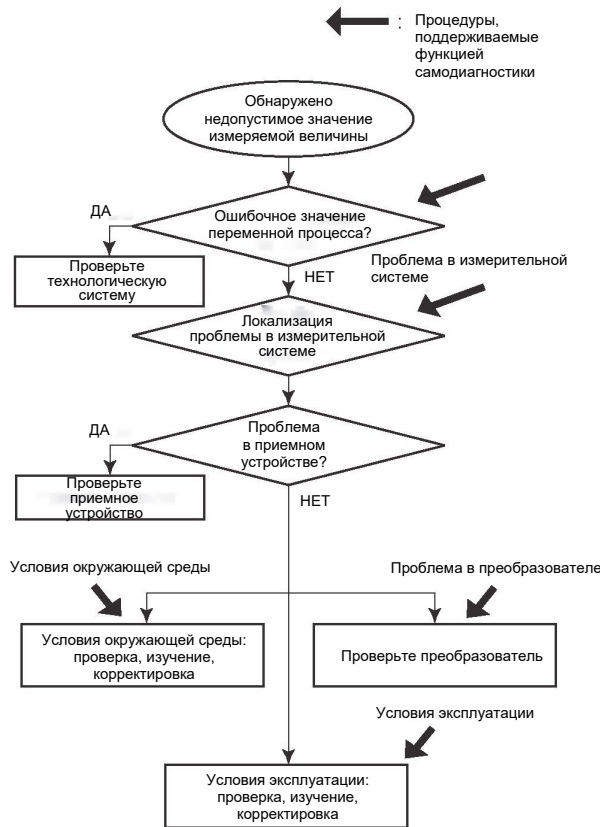 : Процедуры,
поддерживаемые
функцией
самодиагностики
Обнаружено
недопустимое значение
измеряемой величины
ДА
Ошибочное значение
переменной процесса?
Проверьте
технологическую
систему
НЕТ
Проблема в измерительной
системе
Локализация
проблемы в измерительной
системе
ДА
Проблема
в приемном
устройстве?
Проверьте
приемное
устройство
НЕТ
Условия окружающей среды
Проблема в преобразователе
Условия окружающей среды:
проверка, изучение,
корректировка
Проверьте преобразователь
Условия эксплуатации
Условия эксплуатации:
проверка, изучение,
корректировка